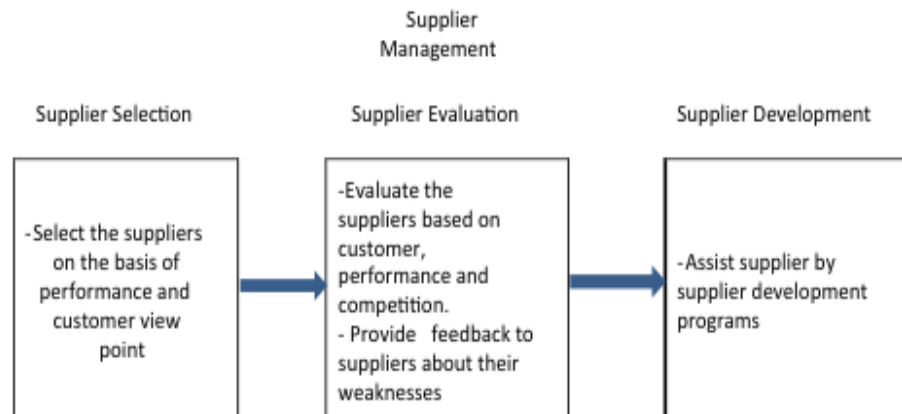 Supplier
Management
Supplier Selection
Supplier Evaluation
Supplier Development
-Select the suppliers
on the basis of
performance and
customer view
point
-Evaluate the
suppliers based on
customer,
performance and
competition.
- Provide feedback to
suppliers about their
weaknesses
-Assist supplier by
supplier development
programs